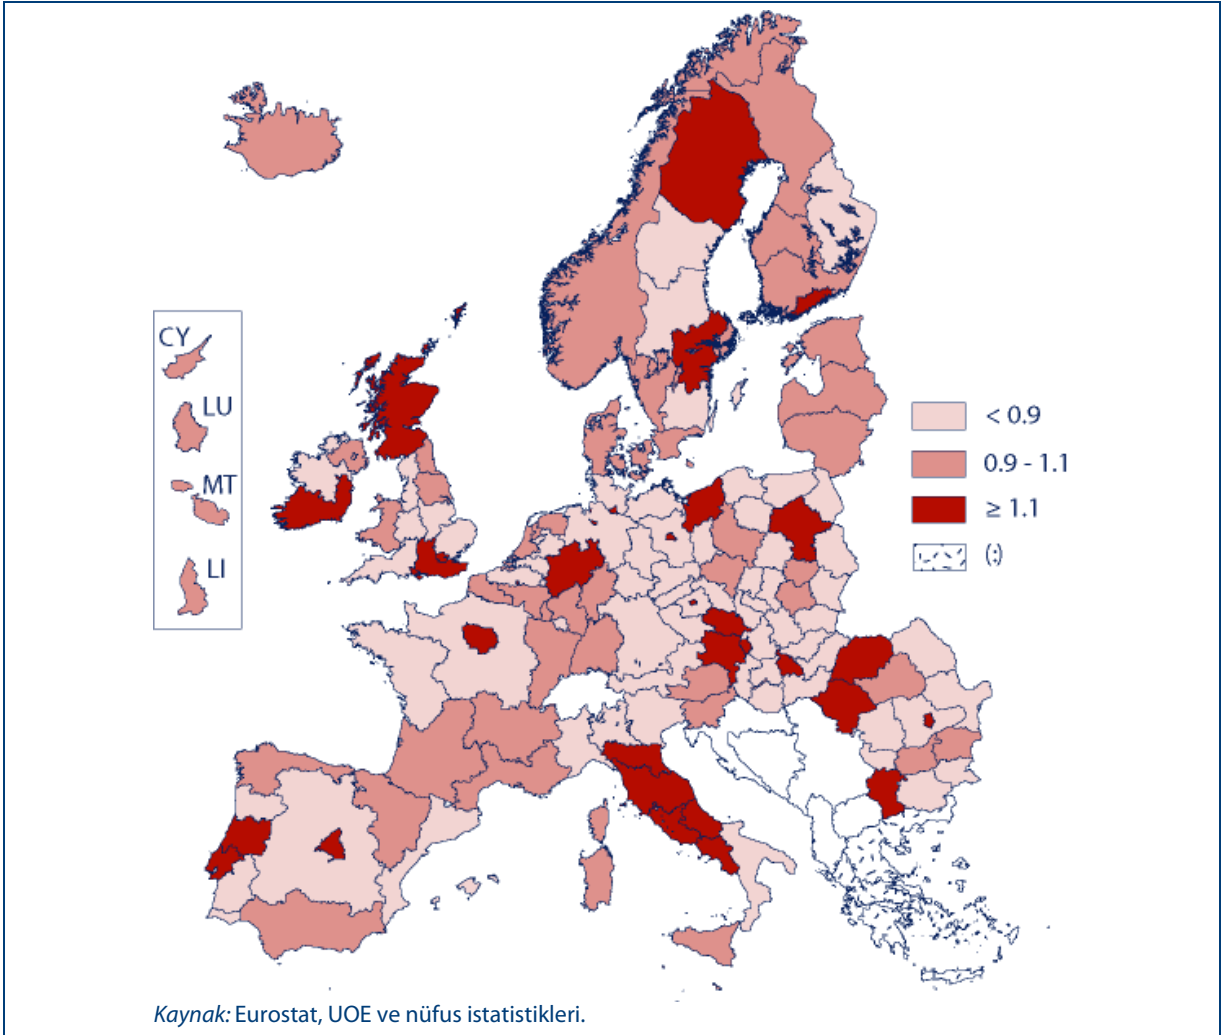 CY
LU
MT
LI
< 0.9
0.9 - 1.1
≥ 1.1
(:)
Kaynak: Eurostat, UOE ve nüfus istatistikleri.